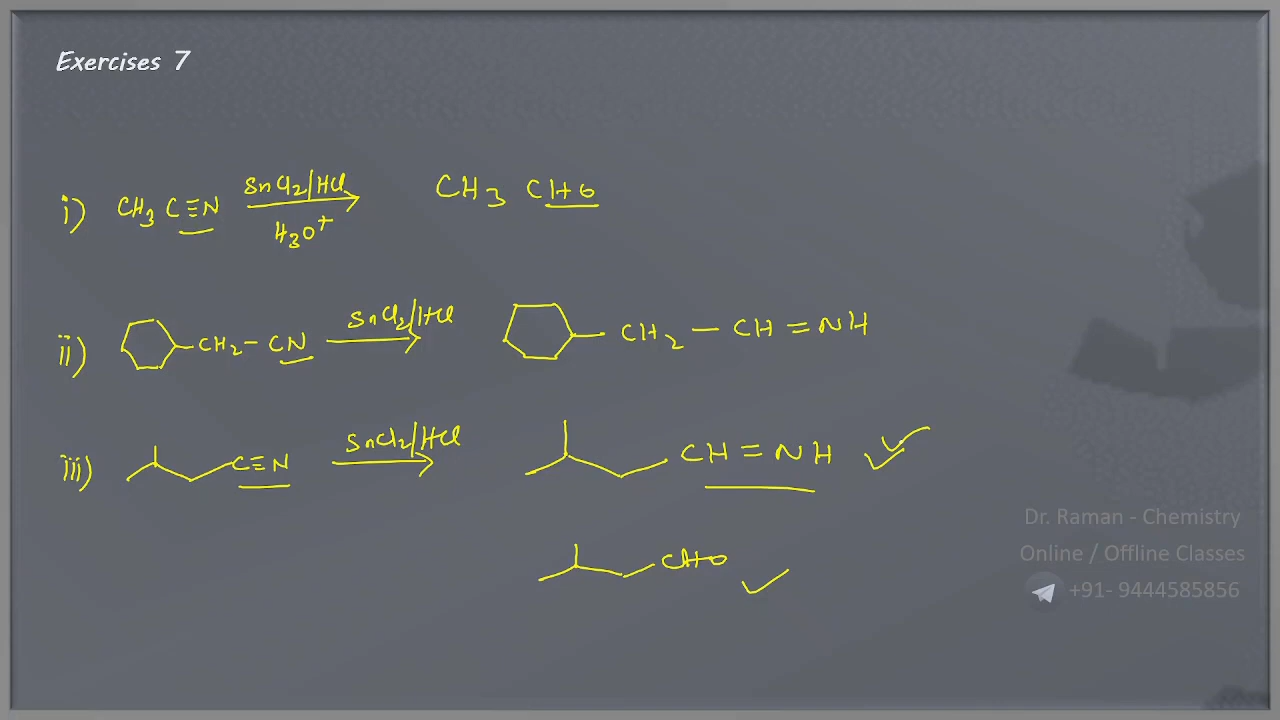 Exercises 7
i) CH3 C≡N SnCl2/HCl H3O+ CH3 CHO
ii) CH2 - CN SnCl2/HCl CH2 - CH = NH
iii) C≡N SnCl2/HCl CH = NH
CHO
Dr. Raman - Chemistry
Online / Offline Classes
+91- 9444585856